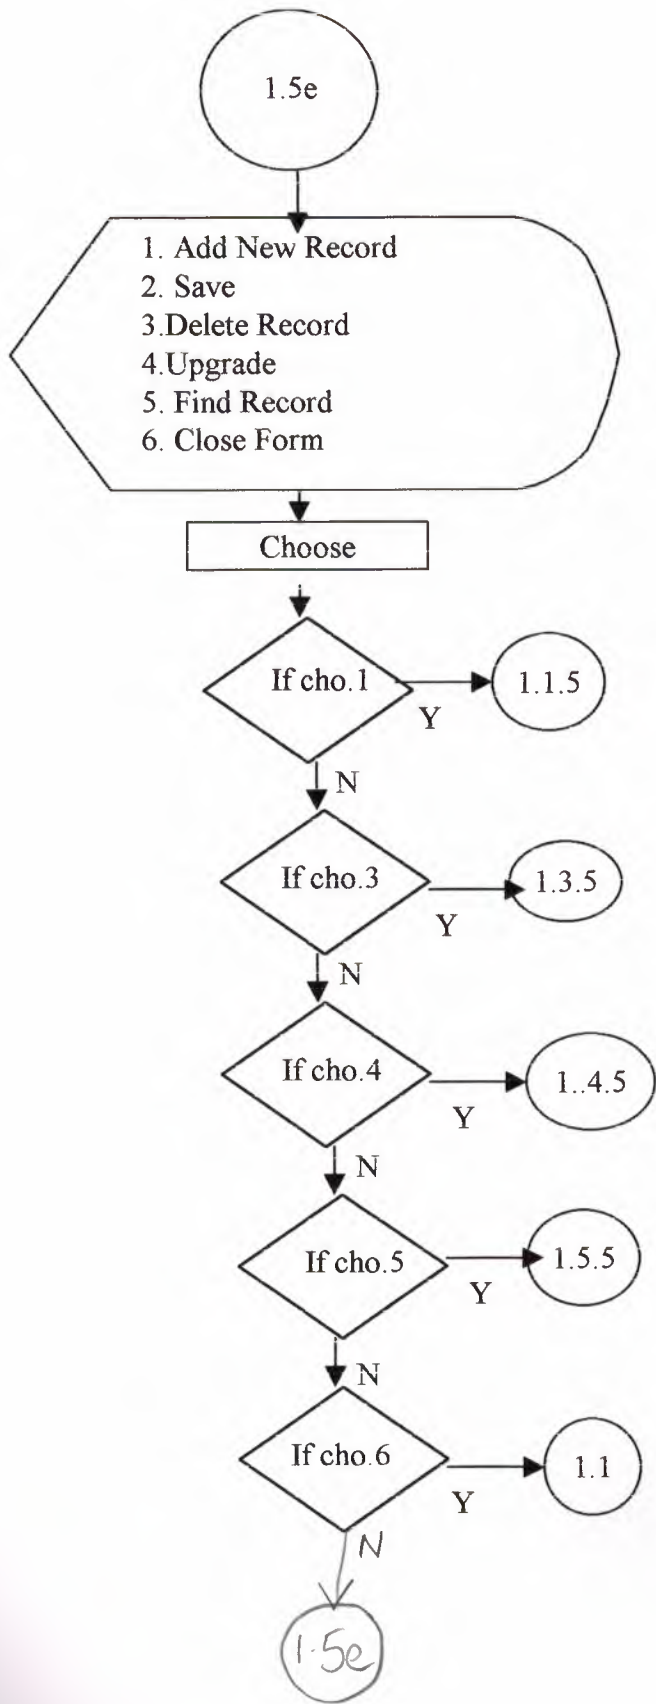 1.5e
1. Add New Record
2. Save
3.Delete Record
4.Upgrade
5. Find Record
6. Close Form
Choose
If cho.1
1.1.5
Y
N
If cho.3
1.3.5
Y
N
If cho.4
1..4.5
Y
N
If cho.5
1.5.5
Y
N
If cho.6
1.1
Y
N
1.5e